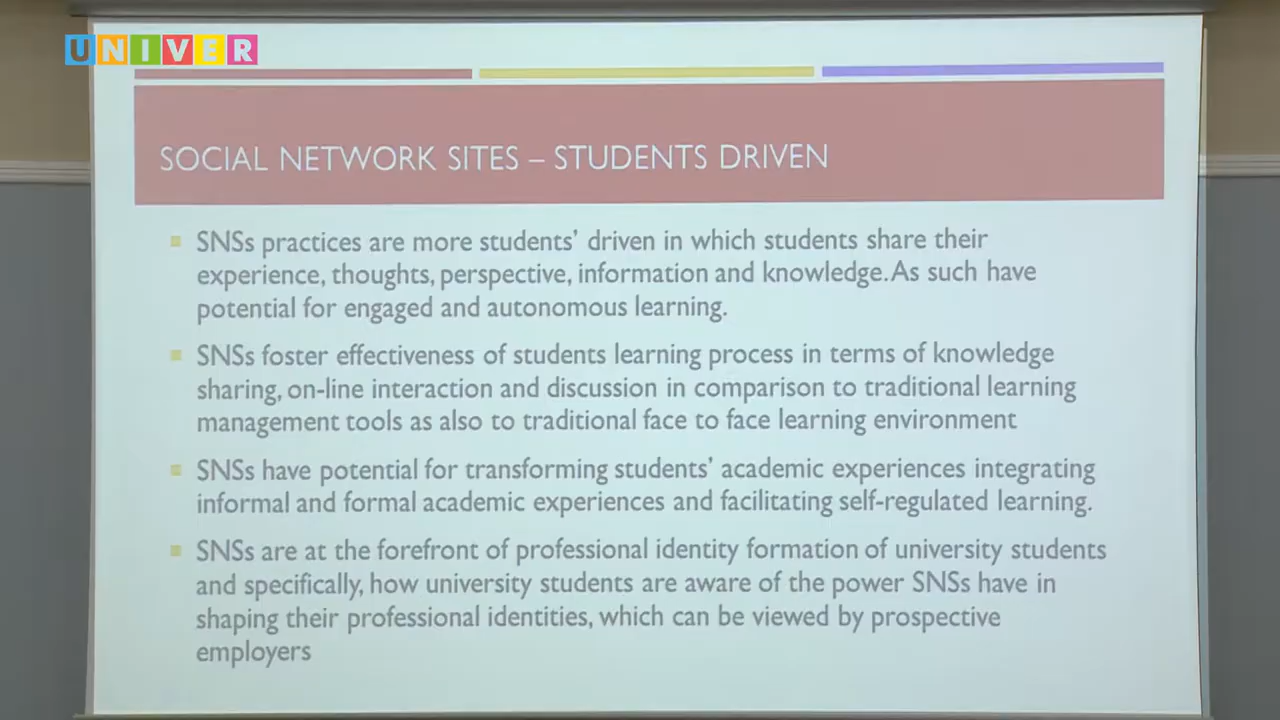 UNIVER
SOCIAL NETWORK SITES – STUDENTS DRIVEN
SNSs practices are more students' driven in which students share their
experience, thoughts, perspective, information and knowledge. As such have
potential for engaged and autonomous learning.
SNSs foster effectiveness of students learning process in terms of knowledge
sharing, on-line interaction and discussion in comparison to traditional learning
management tools as also to traditional face to face learning environment
SNSs have potential for transforming students' academic experiences integrating
informal and formal academic experiences and facilitating self-regulated learning.
SNSs are at the forefront of professional identity formation of university students
and specifically, how university students are aware of the power SNSs have in
shaping their professional identities, which can be viewed by prospective
employers